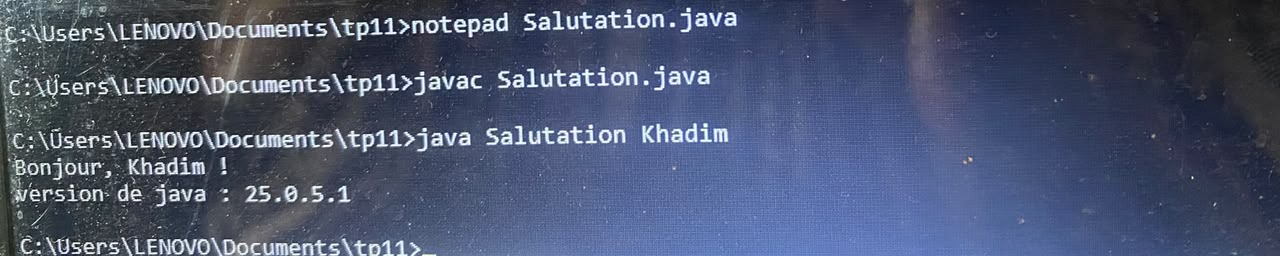 C:\Users\LENOVO\Documents\tp11>notepad Salutation.java
C:\Users\LENOVO\Documents\tp11>javac Salutation.java
C:\Users\LENOVO\Documents\tp11>java Salutation Khadim
Bonjour, Khadim !
version de java : 25.0.5.1
C:\Users\LENOVO\Documents\tp11>_